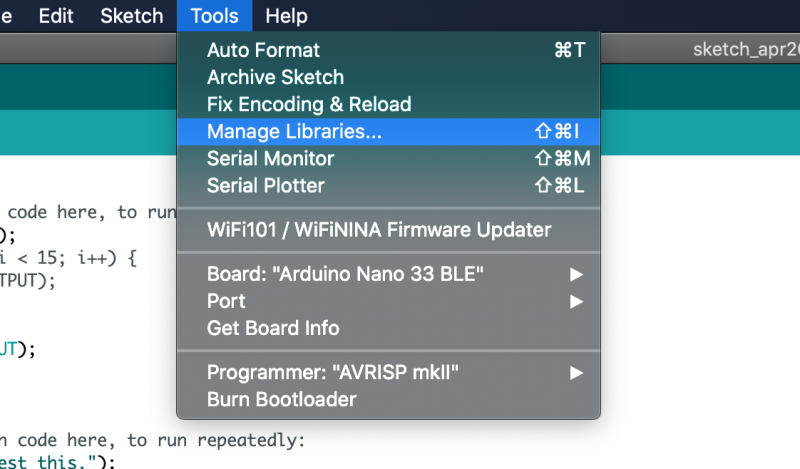 e Edit Sketch Tools Help
sketch_apr20
Auto Format ⌘T
Archive Sketch
Fix Encoding & Reload
Manage Libraries... ⇧⌘I
Serial Monitor ⇧⌘M
Serial Plotter ⇧⌘L
code here, to run
);
WiFi101 / WiFiNINA Firmware Updater
i < 15; i++) {
Board: "Arduino Nano 33 BLE" ▶
TPUT);
Port ▶
Get Board Info
UT);
Programmer: "AVRISP mkII" ▶
Burn Bootloader
n code here, to run repeatedly:
est this.");